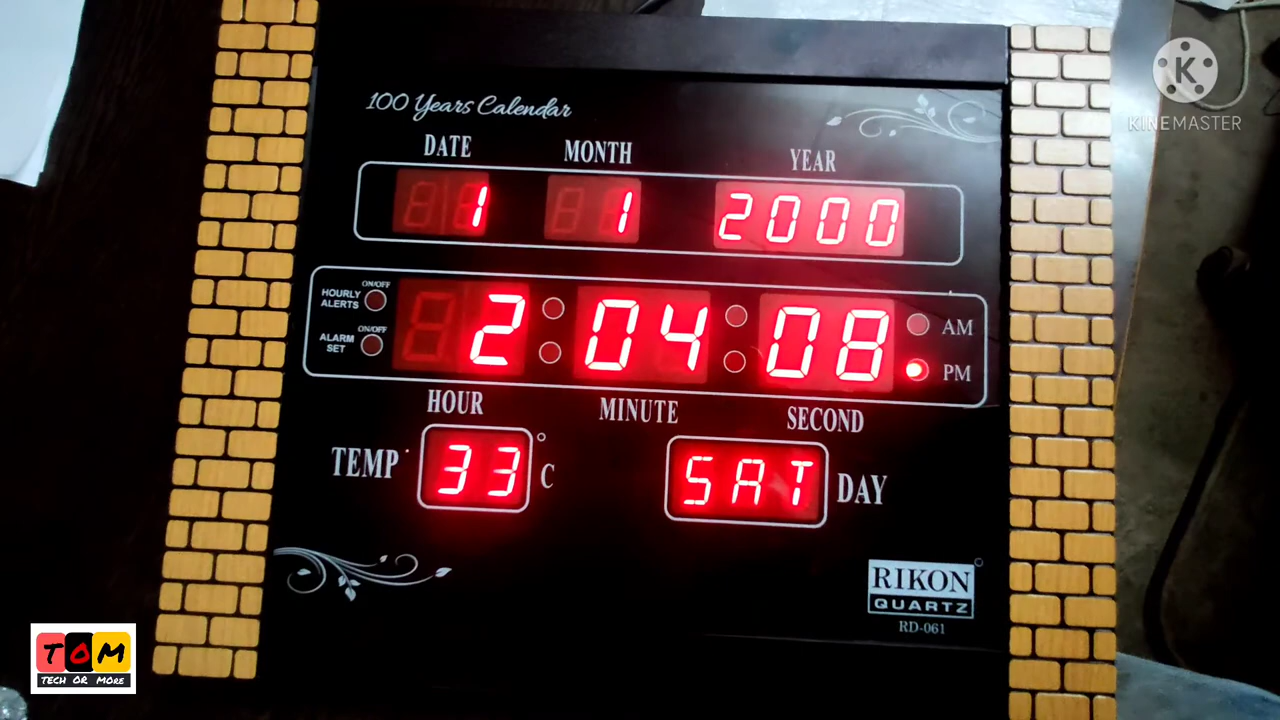 100 Years Calendar
DATE MONTH YEAR
1 1 2000
HOURLY ALERTS ON/OFF
ALARM SET ON/OFF
2 04 08
AM
PM
HOUR MINUTE SECOND
TEMP 33 °C
SAT DAY
RIKON
QUARTZ
RD-061
K
KINEMASTER
TOM
TECH OR MORE